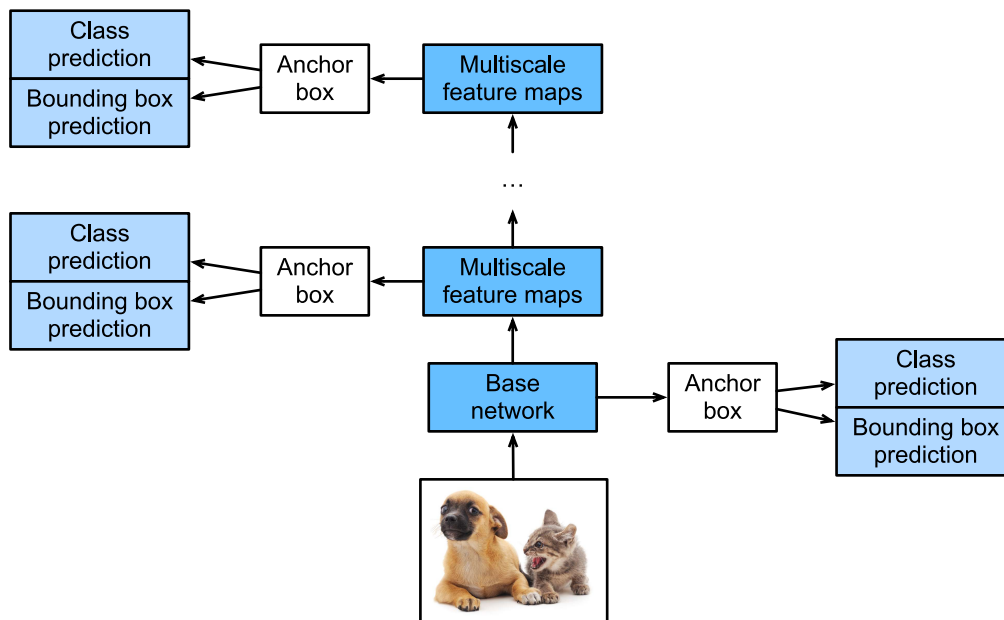 Class
prediction
Bounding box
prediction
Anchor
box
Multiscale
feature maps
...
Class
prediction
Bounding box
prediction
Anchor
box
Multiscale
feature maps
Base
network
Anchor
box
Class
prediction
Bounding box
prediction